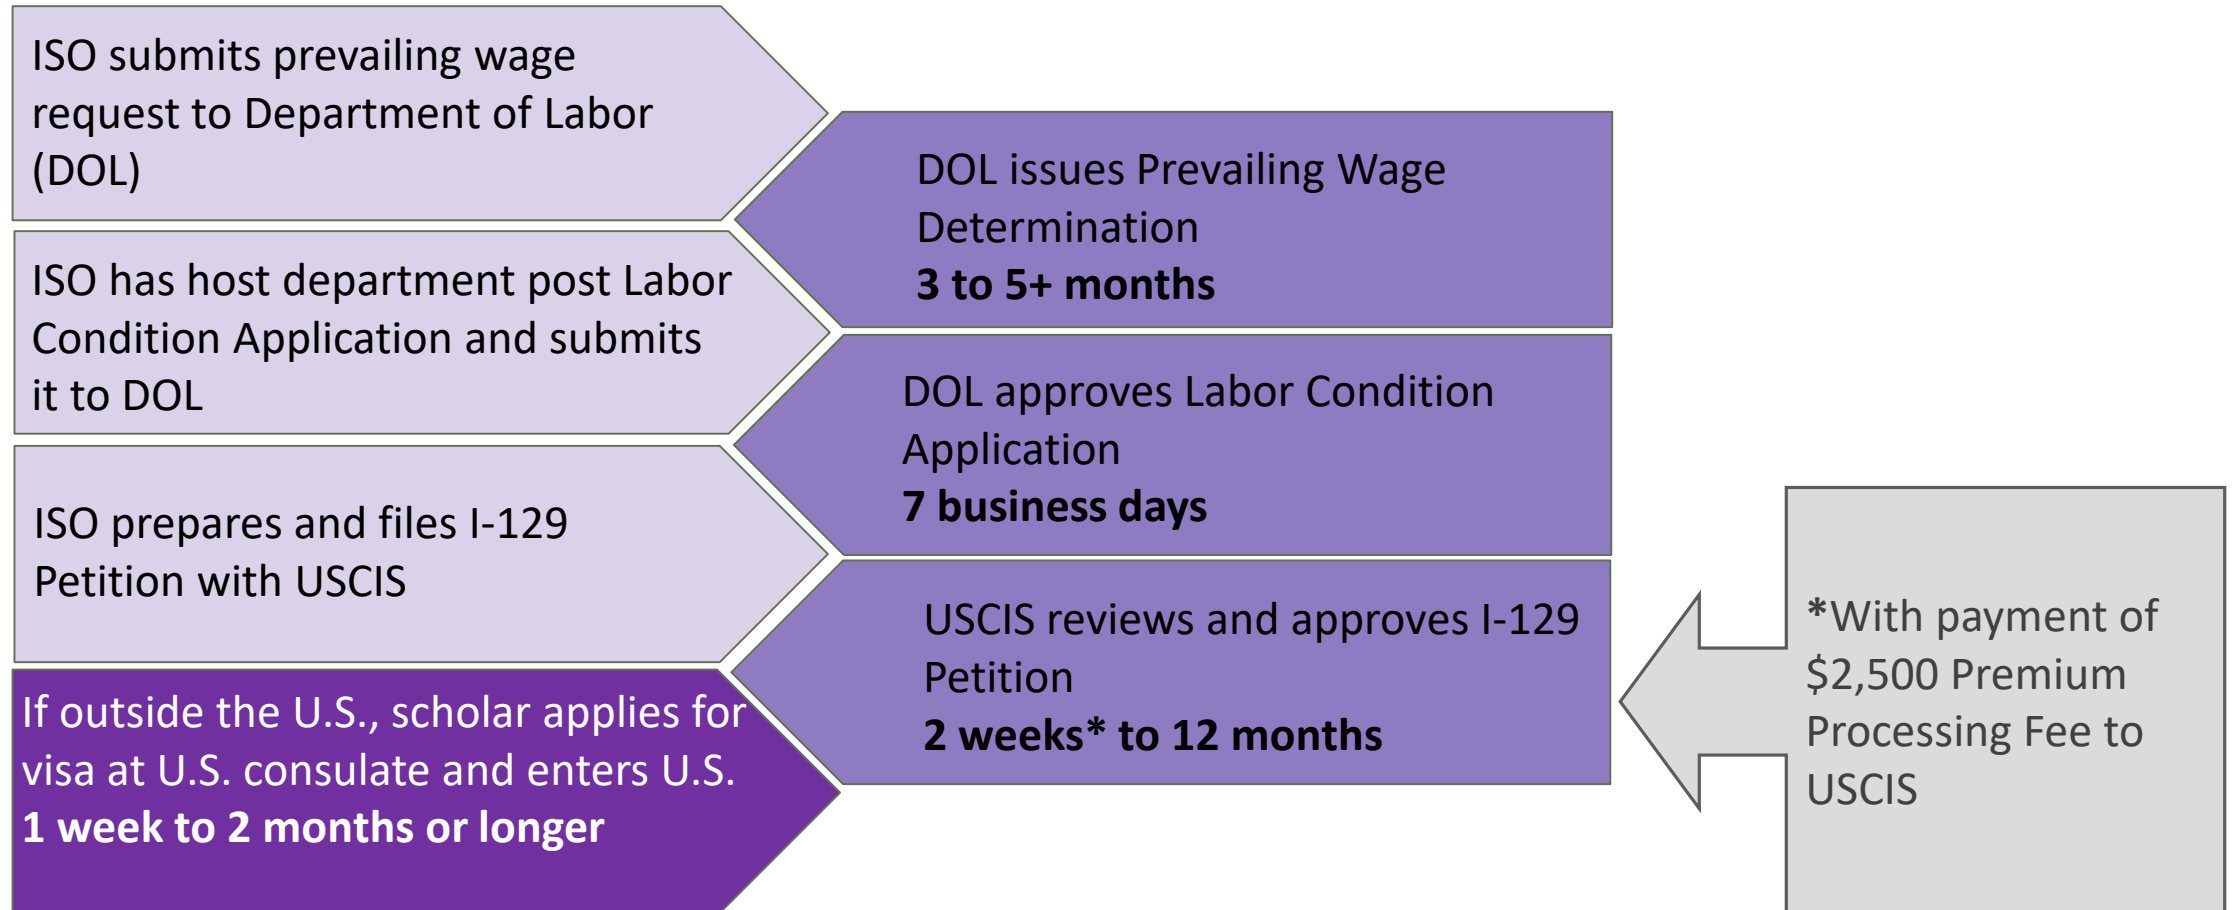 ISO submits prevailing wage
request to Department of Labor
(DOL)
DOL issues Prevailing Wage
Determination
3 to 5+ months
ISO has host department post Labor
Condition Application and submits
it to DOL
DOL approves Labor Condition
Application
7 business days
ISO prepares and files I-129
Petition with USCIS
USCIS reviews and approves I-129
Petition
2 weeks* to 12 months
*With payment of
$2,500 Premium
Processing Fee to
USCIS
If outside the U.S., scholar applies for
visa at U.S. consulate and enters U.S.
1 week to 2 months or longer